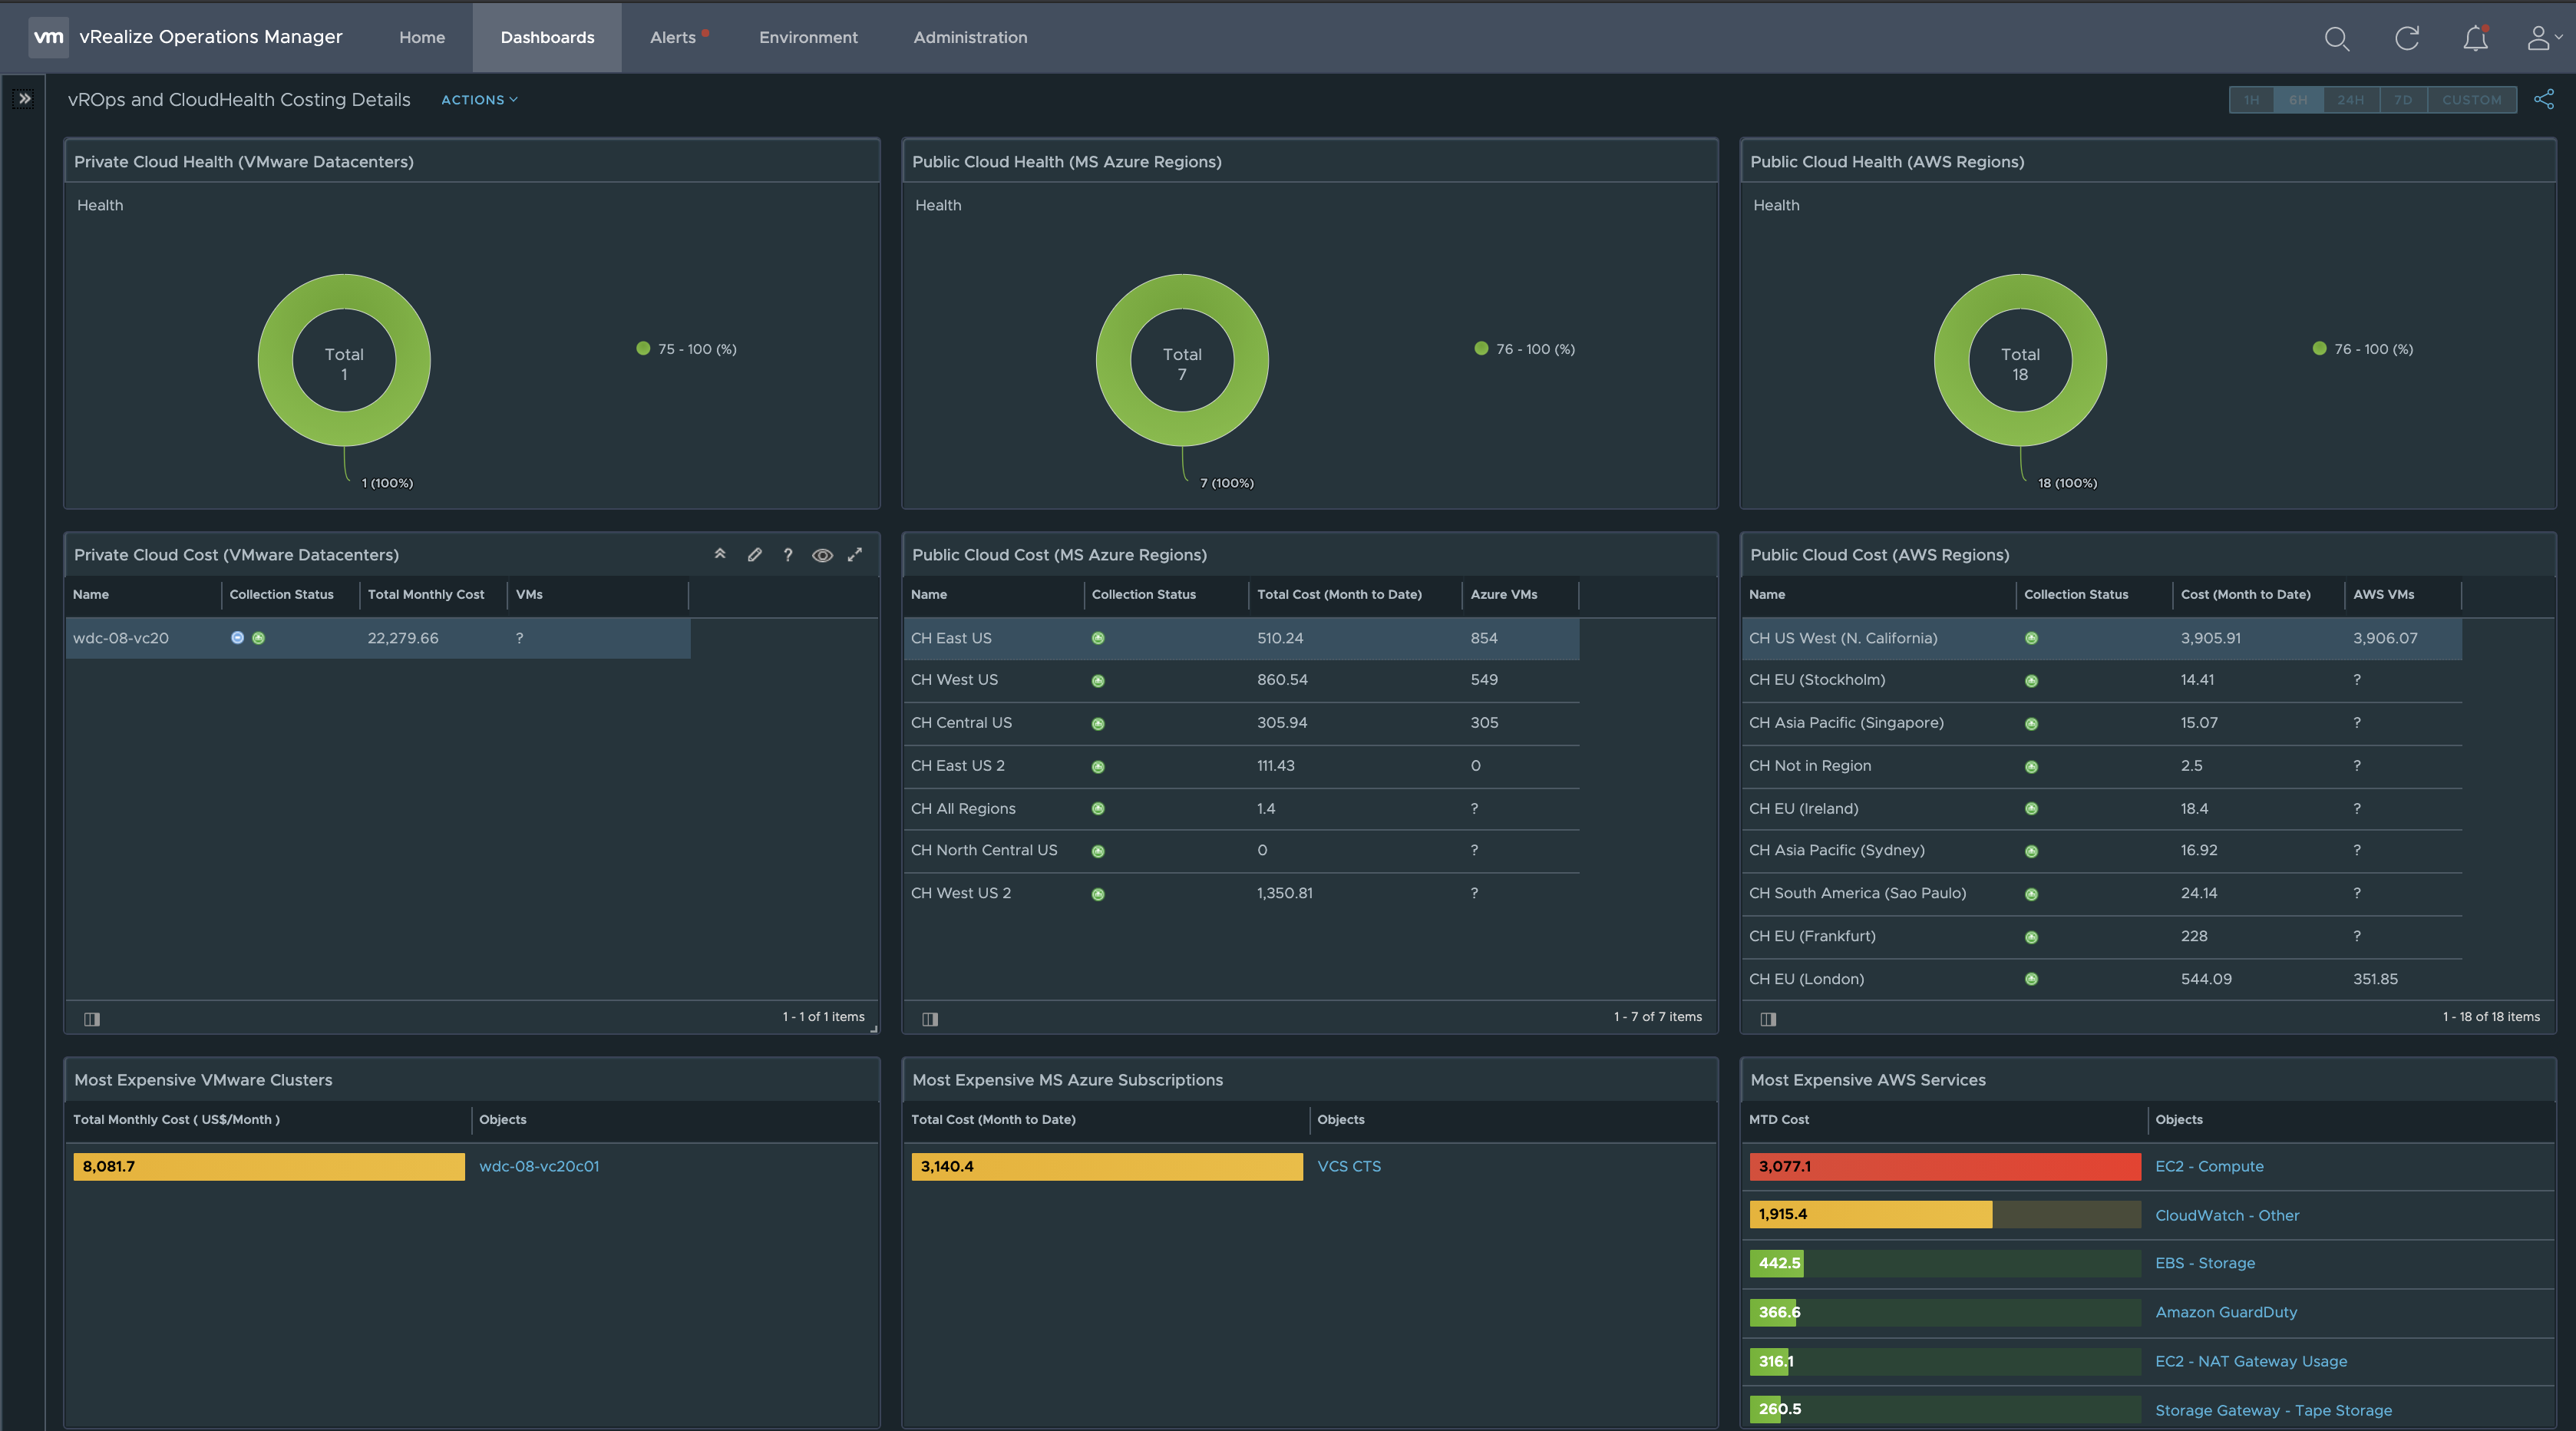 vm vRealize Operations Manager Home Dashboards Alerts Environment Administration
vROps and CloudHealth Costing Details ACTIONS 1H 6H 24H 7D CUSTOM
Private Cloud Health (VMware Datacenters)
Health
Total
1
75 - 100 (%)
1 (100%)
Public Cloud Health (MS Azure Regions)
Health
Total
7
76 - 100 (%)
7 (100%)
Public Cloud Health (AWS Regions)
Health
Total
18
76 - 100 (%)
18 (100%)
Private Cloud Cost (VMware Datacenters) ?
Name Collection Status Total Monthly Cost VMs
wdc-08-vc20 22,279.66 ?
1 - 1 of 1 items
Public Cloud Cost (MS Azure Regions)
Name Collection Status Total Cost (Month to Date) Azure VMs
CH East US 510.24 854
CH West US 860.54 549
CH Central US 305.94 305
CH East US 2 111.43 0
CH All Regions 1.4 ?
CH North Central US 0 ?
CH West US 2 1,350.81 ?
1 - 7 of 7 items
Public Cloud Cost (AWS Regions)
Name Collection Status Cost (Month to Date) AWS VMs
CH US West (N. California) 3,905.91 3,906.07
CH EU (Stockholm) 14.41 ?
CH Asia Pacific (Singapore) 15.07 ?
CH Not in Region 2.5 ?
CH EU (Ireland) 18.4 ?
CH Asia Pacific (Sydney) 16.92 ?
CH South America (Sao Paulo) 24.14 ?
CH EU (Frankfurt) 228 ?
CH EU (London) 544.09 351.85
1 - 18 of 18 items
Most Expensive VMware Clusters
Total Monthly Cost ( US$/Month ) Objects
8,081.7 wdc-08-vc20c01
Most Expensive MS Azure Subscriptions
Total Cost (Month to Date) Objects
3,140.4 VCS CTS
Most Expensive AWS Services
MTD Cost Objects
3,077.1 EC2 - Compute
1,915.4 CloudWatch - Other
442.5 EBS - Storage
366.6 Amazon GuardDuty
316.1 EC2 - NAT Gateway Usage
260.5 Storage Gateway - Tape Storage